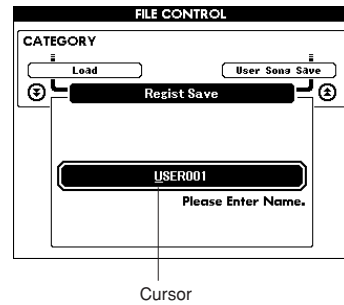 FILE CONTROL
CATEGORY
Load
User Song Save
Regist Save
USER001
Please Enter Name.
Cursor